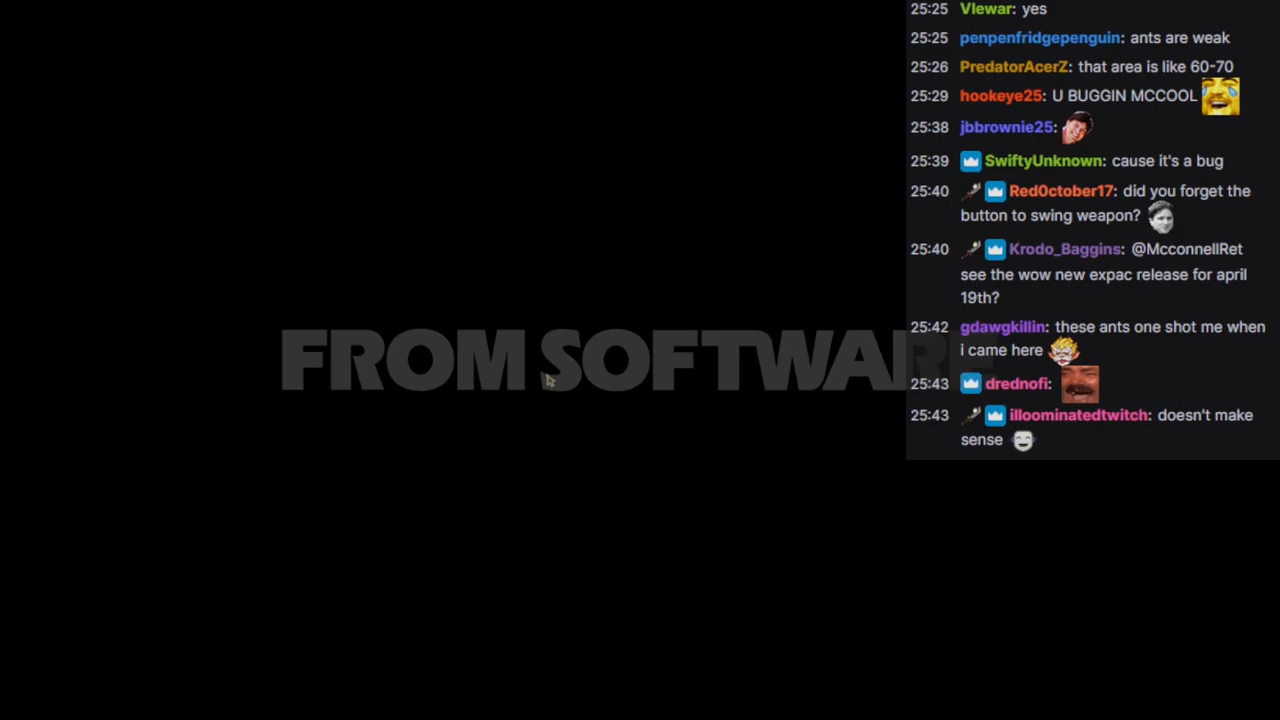 25:25 Vlewar: yes
25:25 penpenfridgepenguin: ants are weak
25:26 PredatorAcerZ: that area is like 60-70
25:29 hookeye25: U BUGGIN MCCOOL
25:38 jbbrownie25:
25:39 SwiftyUnknown: cause it's a bug
25:40 Red0ctober17: did you forget the
button to swing weapon?
25:40 Krodo_Baggins: @McconnellRet
see the wow new expac release for april
19th?
25:42 gdawgkillin: these ants one shot me when
i came here
25:43 drednofi:
25:43 illoominatedtwitch: doesn't make
sense
FROM SOFTWARE